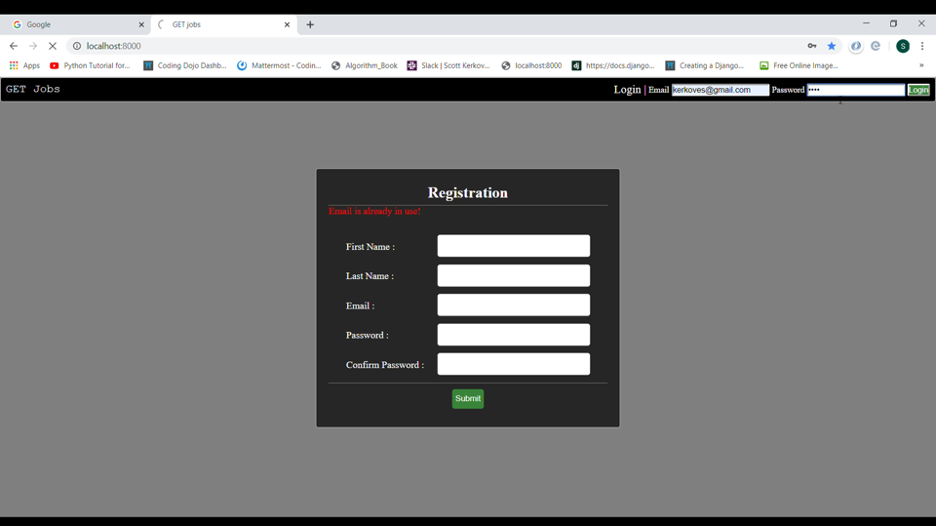 Google
GET jobs
localhost:8000
S
Apps Python Tutorial for... Coding Dojo Dashb... Mattermost - Codin... Algorithm_Book Slack | Scott Kerkov... localhost:8000 https://docs.django... Creating a Django... Free Online Image... »
GET Jobs Login | Email kerkoves@gmail.com Password •••• Login
Registration
Email is already in use!
First Name :
Last Name :
Email :
Password :
Confirm Password :
Submit